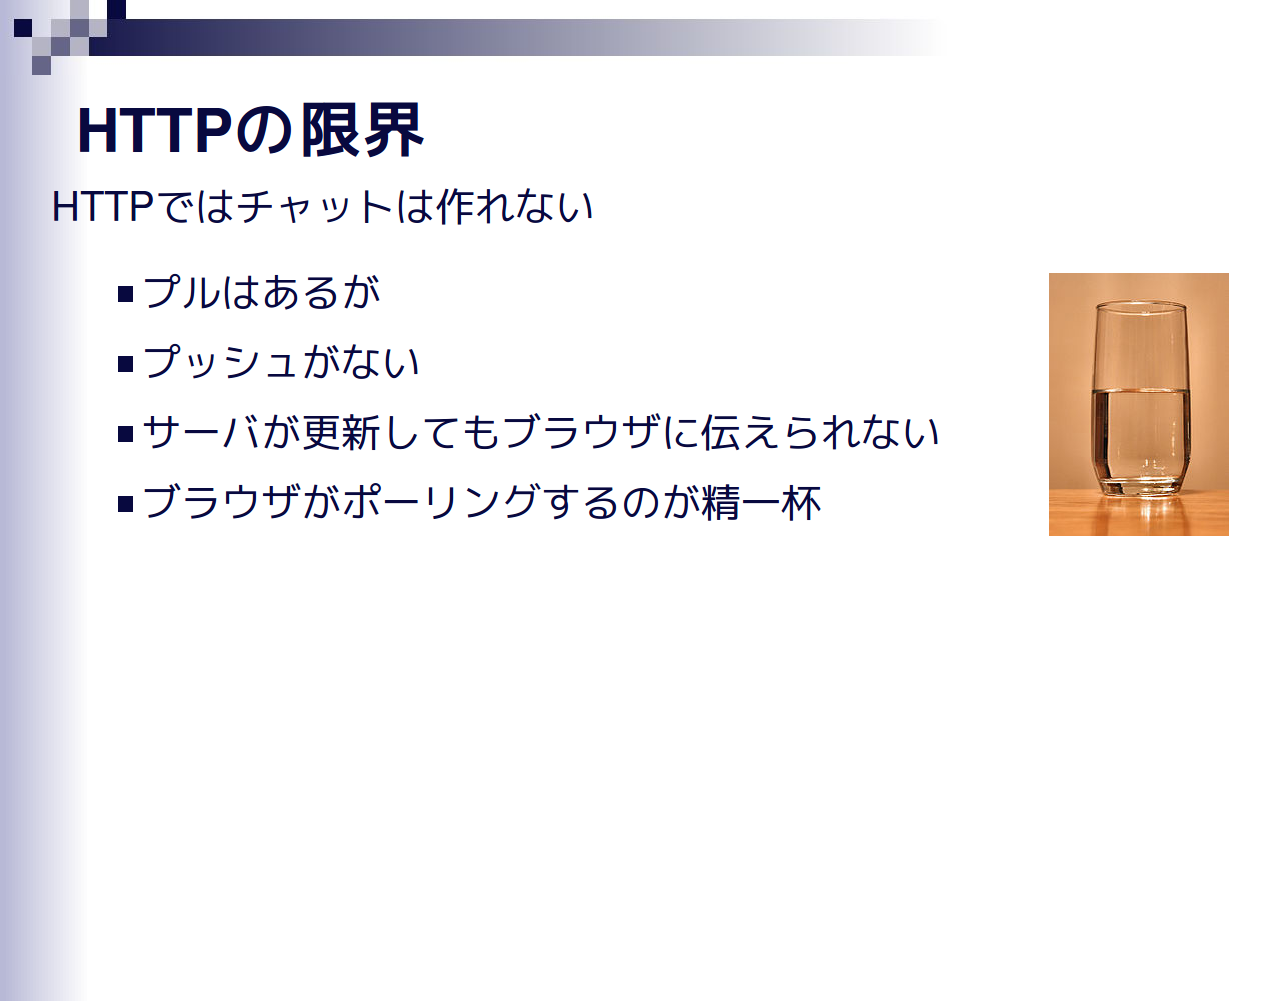 HTTPの限界
HTTPではチャットは作れない
プルはあるが
プッシュがない
サーバが更新してもブラウザに伝えられない
ブラウザがポーリングするのが精一杯